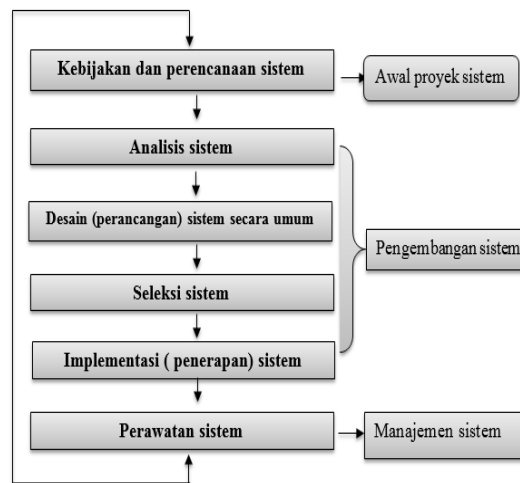 Kebijakan dan perencanaan sistem
Awal proyek sistem
Analisis sistem
Desain (perancangan) sistem secara umum
Pengembangan sistem
Seleksi sistem
Implementasi ( penerapan) sistem
Perawatan sistem
Manajemen sistem